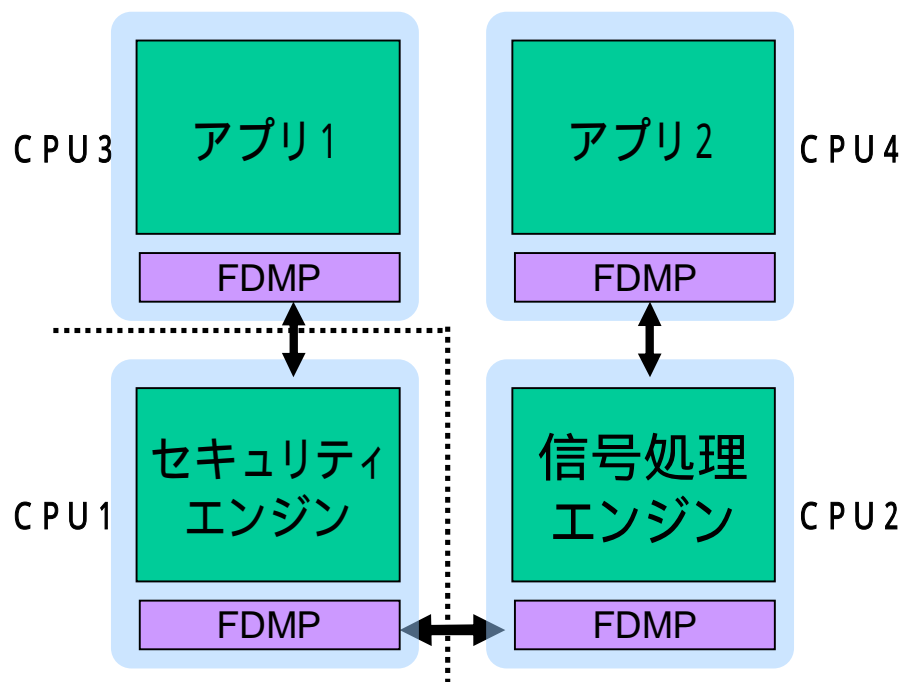 CPU3
アプリ1
アプリ2
CPU4
FDMP
FDMP
CPU1
セキュリティ
エンジン
信号処理
エンジン
CPU2
FDMP
FDMP